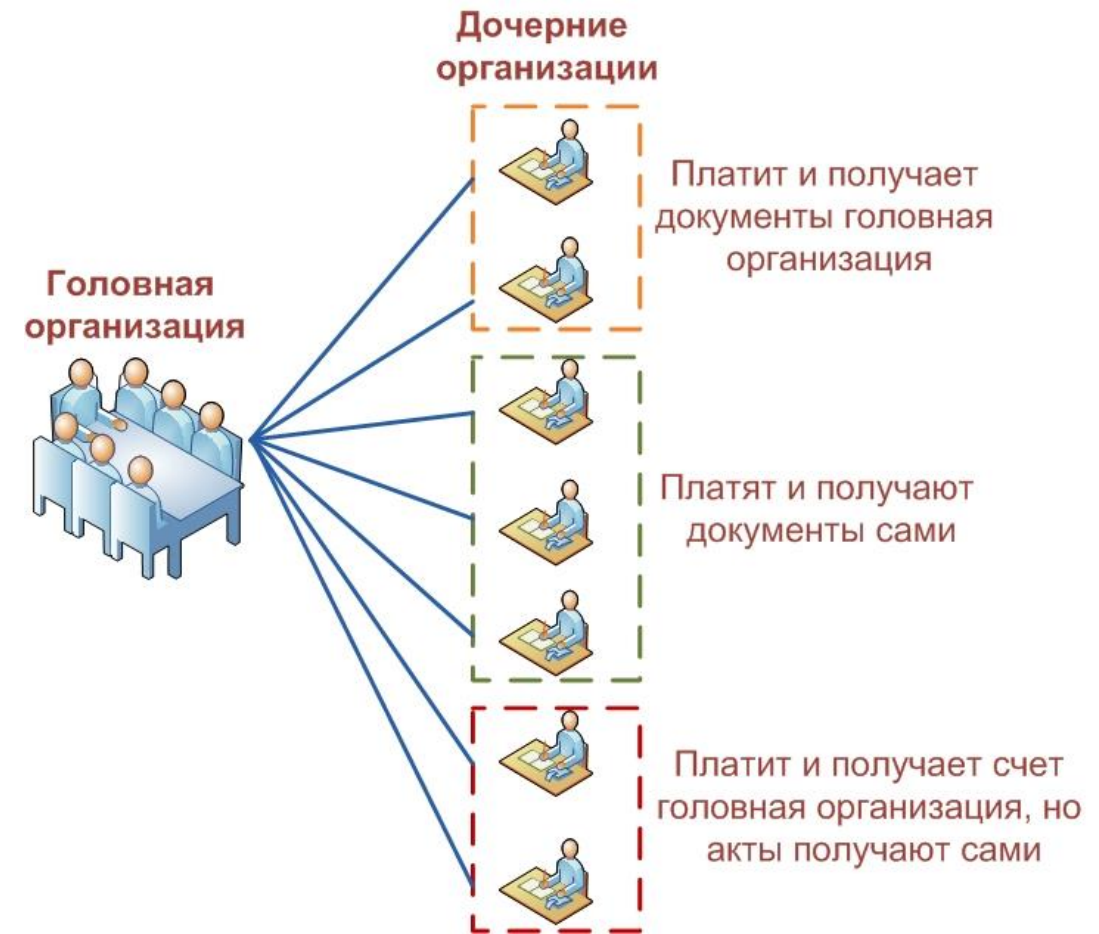 Дочерние
организации
Платит и получает
документы головная
организация
Головная
организация
Платят и получают
документы сами
Платит и получает счет
головная организация, но
акты получают сами